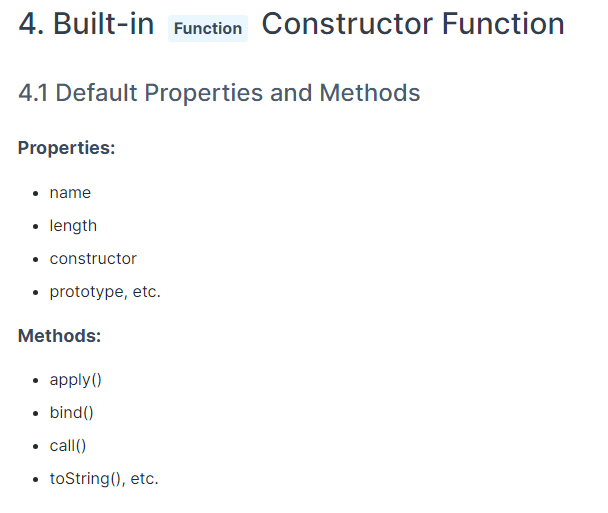 4. Built-in Function Constructor Function
4.1 Default Properties and Methods
Properties:
• name
• length
• constructor
• prototype, etc.
Methods:
• apply()
• bind()
• call()
• toString(), etc.